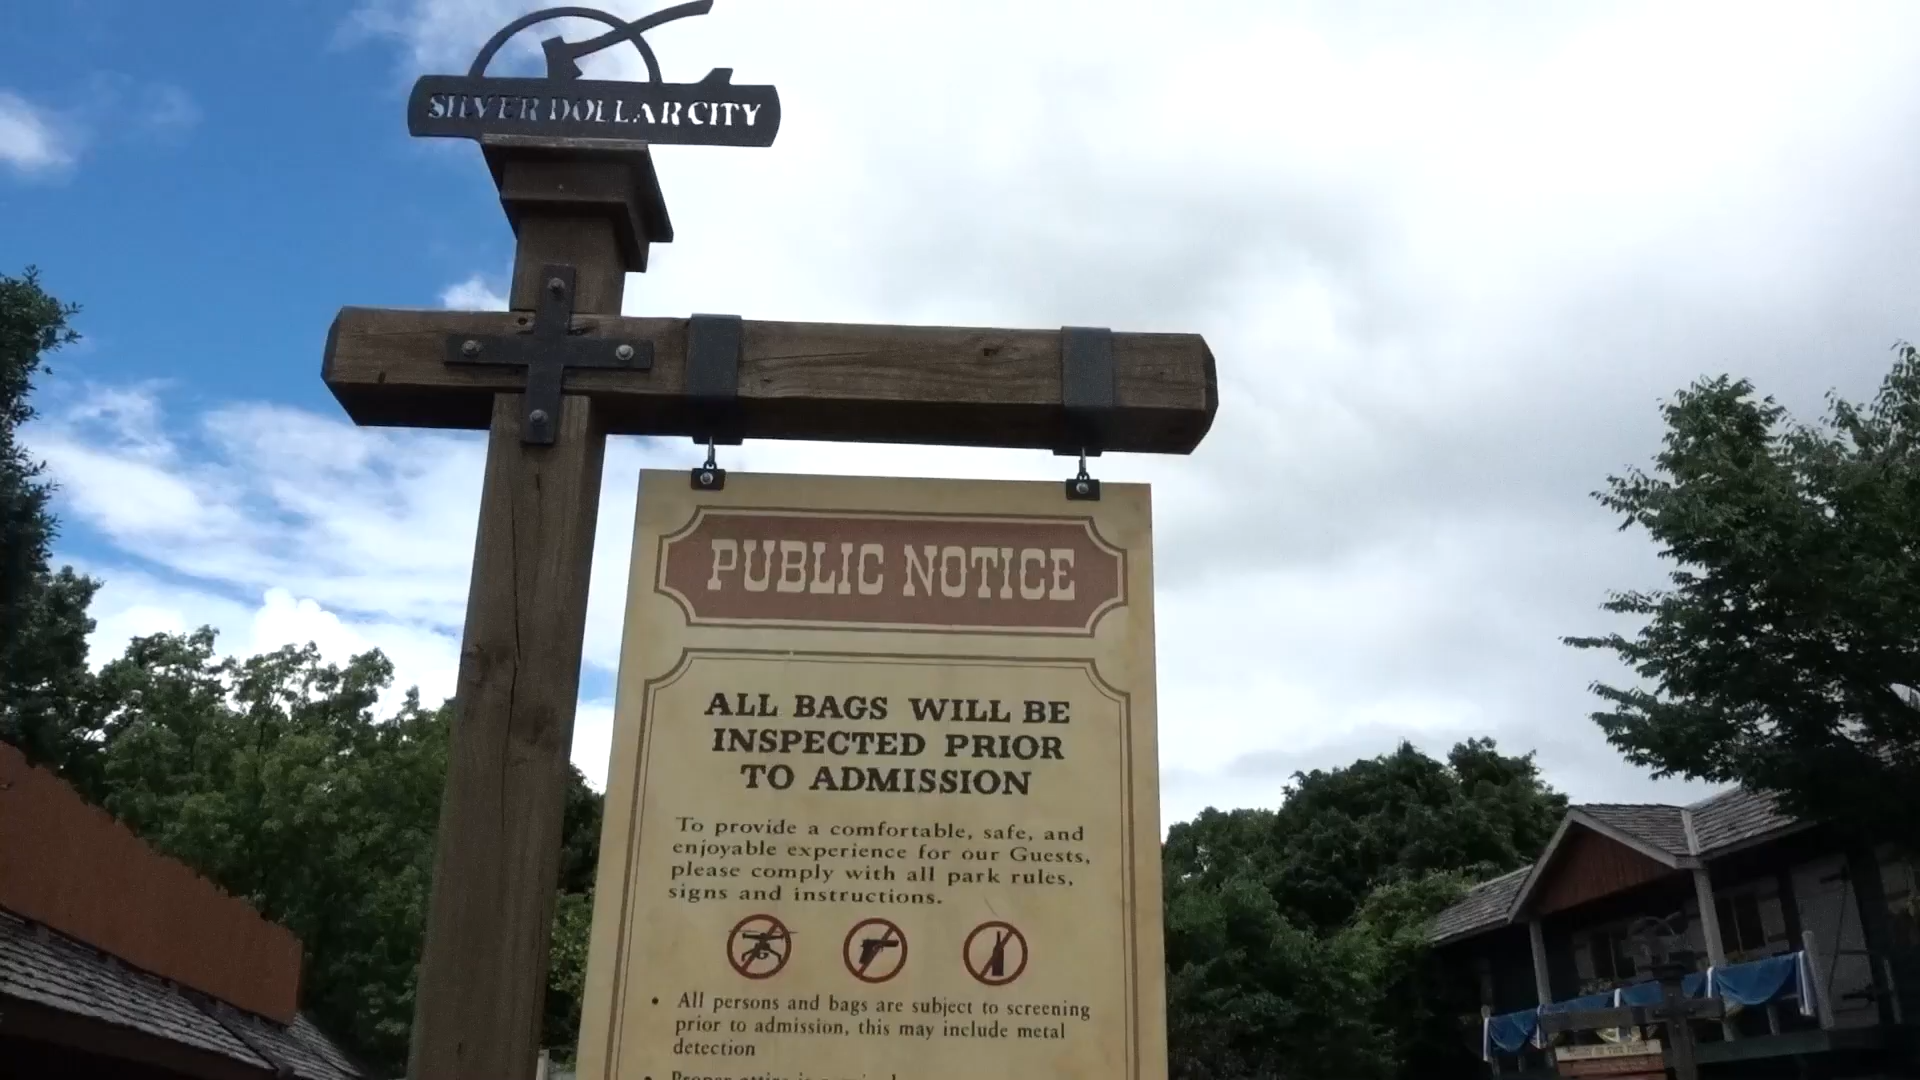 SILVER DOLLAR CITY
PUBLIC NOTICE
ALL BAGS WILL BE
INSPECTED PRIOR
TO ADMISSION
To provide a comfortable, safe, and
enjoyable experience for our Guests,
please comply with all park rules,
signs and instructions.
• All persons and bags are subject to screening
prior to admission, this may include metal
detection